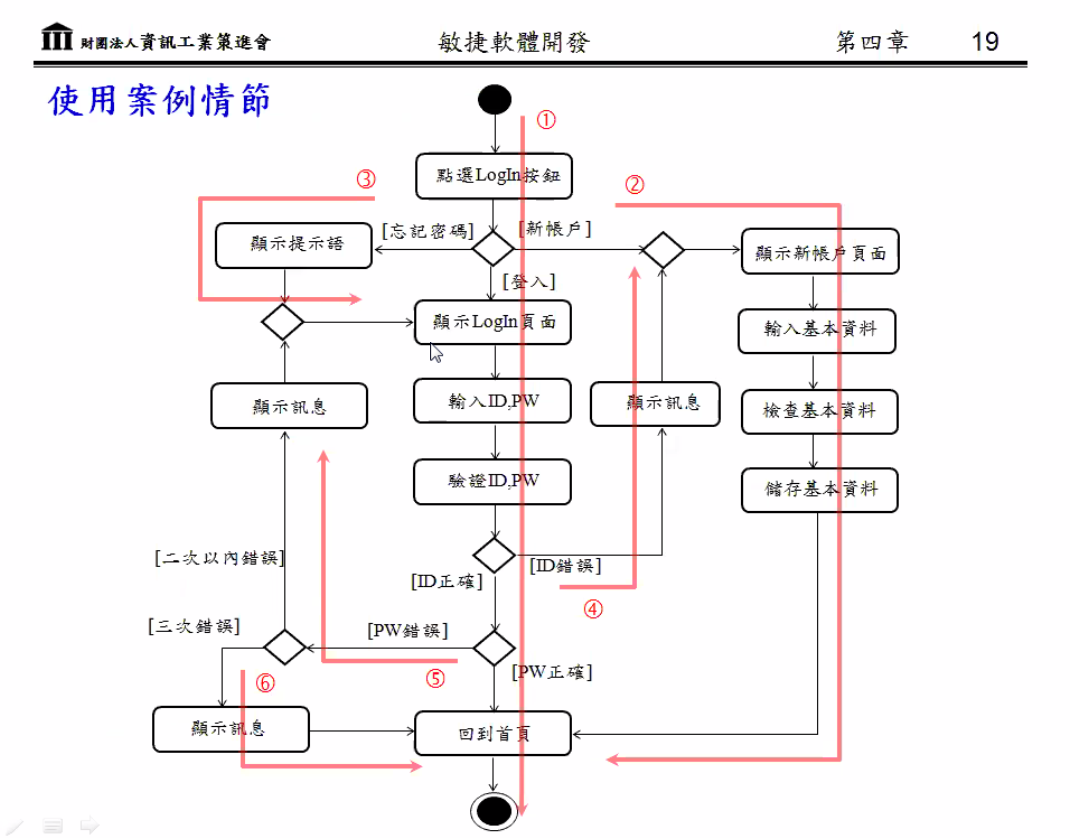 財團法人資訊工業策進會 敏捷軟體開發 第四章 19
使用案例情節
①
點選LogIn按鈕
③
②
[忘記密碼]
[新帳戶]
顯示提示語
顯示新帳戶頁面
[登入]
顯示LogIn頁面
輸入基本資料
顯示訊息
輸入ID,PW
顯示訊息
檢查基本資料
驗證ID,PW
儲存基本資料
[二次以內錯誤]
[ID錯誤]
[ID正確]
④
[三次錯誤]
[PW錯誤]
[PW正確]
⑤
⑥
顯示訊息
回到首頁